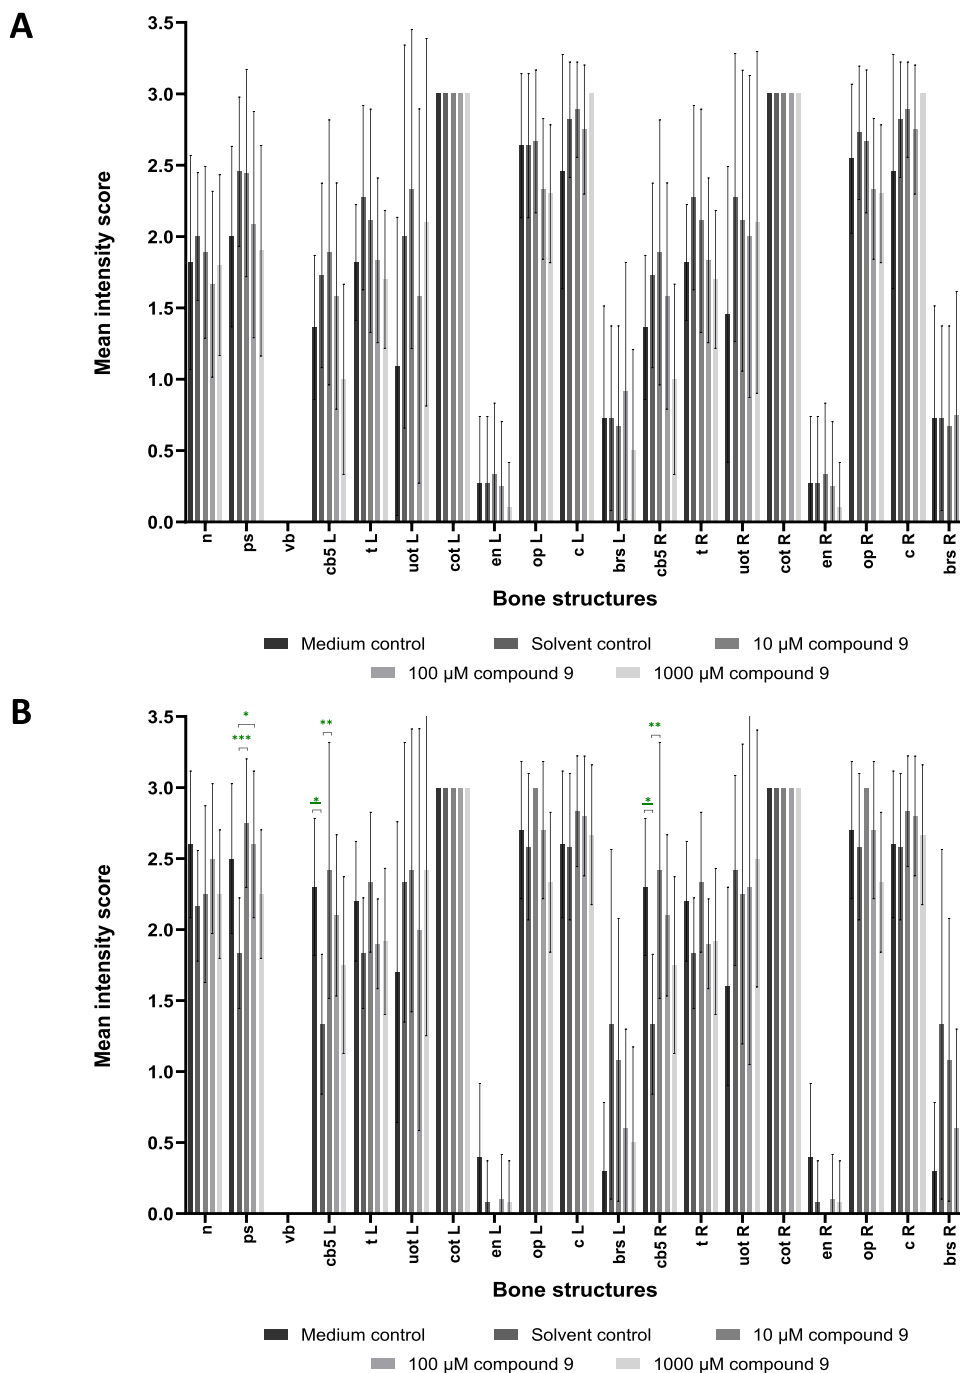 A
3.5
3.0
2.5
2.0
1.5
1.0
0.5
0.0
Mean intensity score
n ps vb cb5 L t L uot L cot L en L op L c L brs L cb5 R t R uot R cot R en R op R c R brs R
Bone structures
Medium control Solvent control 10 µM compound 9
100 µM compound 9 1000 µM compound 9
B
* ** **
***
* *
3.5
3.0
2.5
2.0
1.5
1.0
0.5
0.0
Mean intensity score
n ps vb cb5 L t L uot L cot L en L op L c L brs L cb5 R t R uot R cot R en R op R c R brs R
Bone structures
Medium control Solvent control 10 µM compound 9
100 µM compound 9 1000 µM compound 9